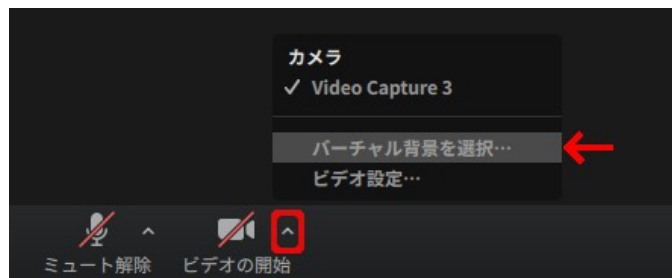 カメラ
✓ Video Capture 3
バーチャル背景を選択…
ビデオ設定…
ミュート解除 ビデオの開始